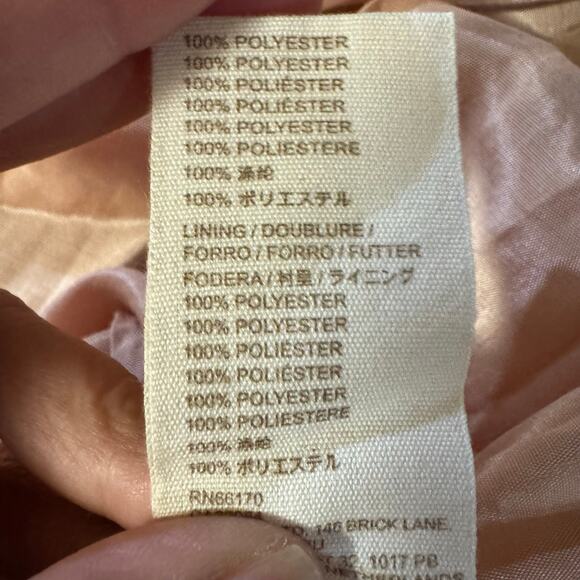 100% POLYESTER
100% POLYESTER
100% POLIÉSTER
100% POLIÉSTER
100% POLYESTER
100% POLIESTERE
100% 涤纶
100% ポリエステル
LINING / DOUBLURE /
FORRO / FORRO / FUTTER
FODERA / 衬里 / ライニング
100% POLYESTER
100% POLYESTER
100% POLIÉSTER
100% POLIÉSTER
100% POLYESTER
100% POLIESTERE
100% 涤纶
100% ポリエステル
RN66170
146 BRICK LANE,
32, 1017 PB